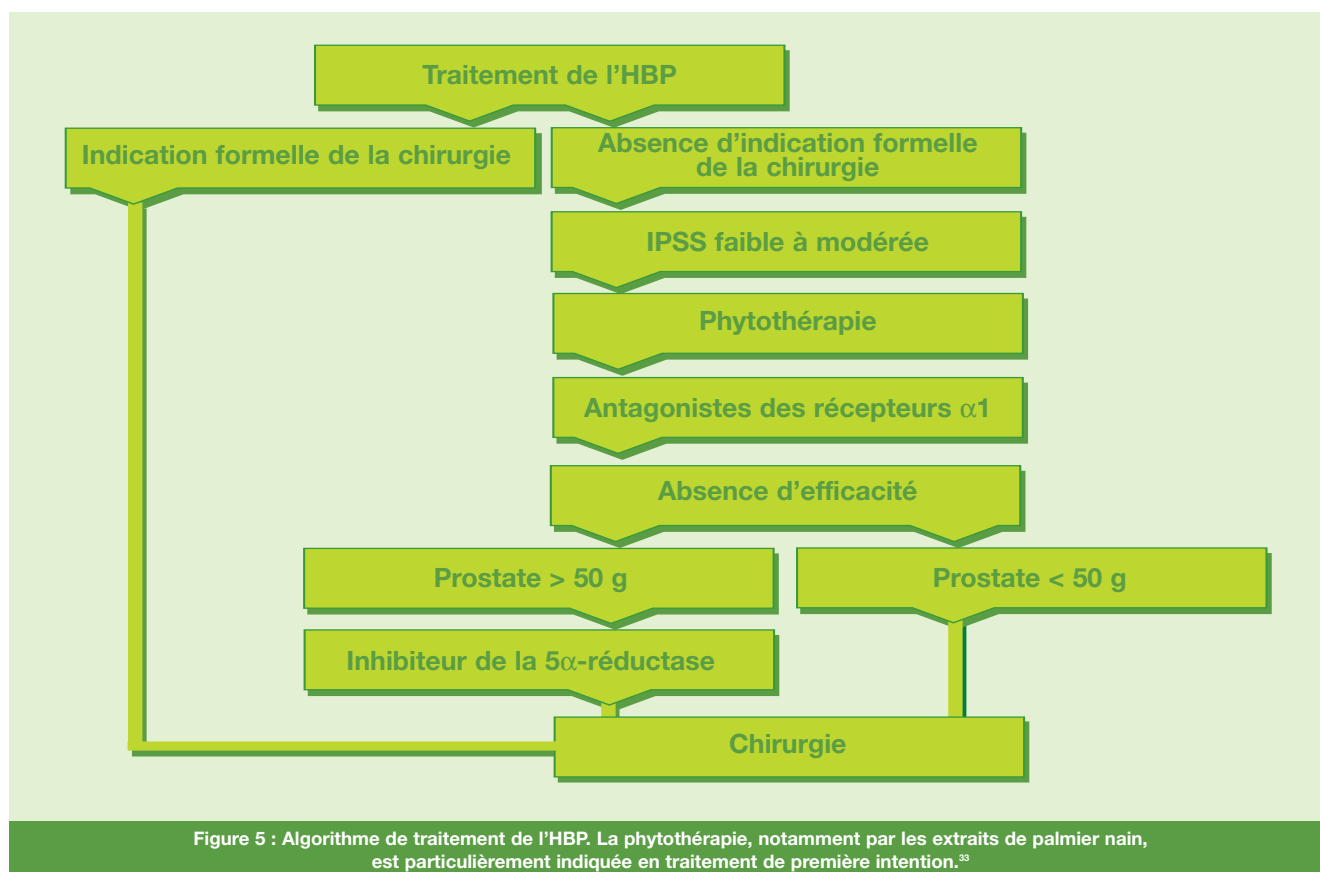 Traitement de l'HBP
Indication formelle de la chirurgie
Absence d'indication formelle
de la chirurgie
IPSS faible à modérée
Phytothérapie
Antagonistes des récepteurs α1
Absence d'efficacité
Prostate > 50 g
Prostate < 50 g
Inhibiteur de la 5α-réductase
Chirurgie
Figure 5 : Algorithme de traitement de l'HBP. La phytothérapie, notamment par les extraits de palmier nain,
est particulièrement indiquée en traitement de première intention.³³